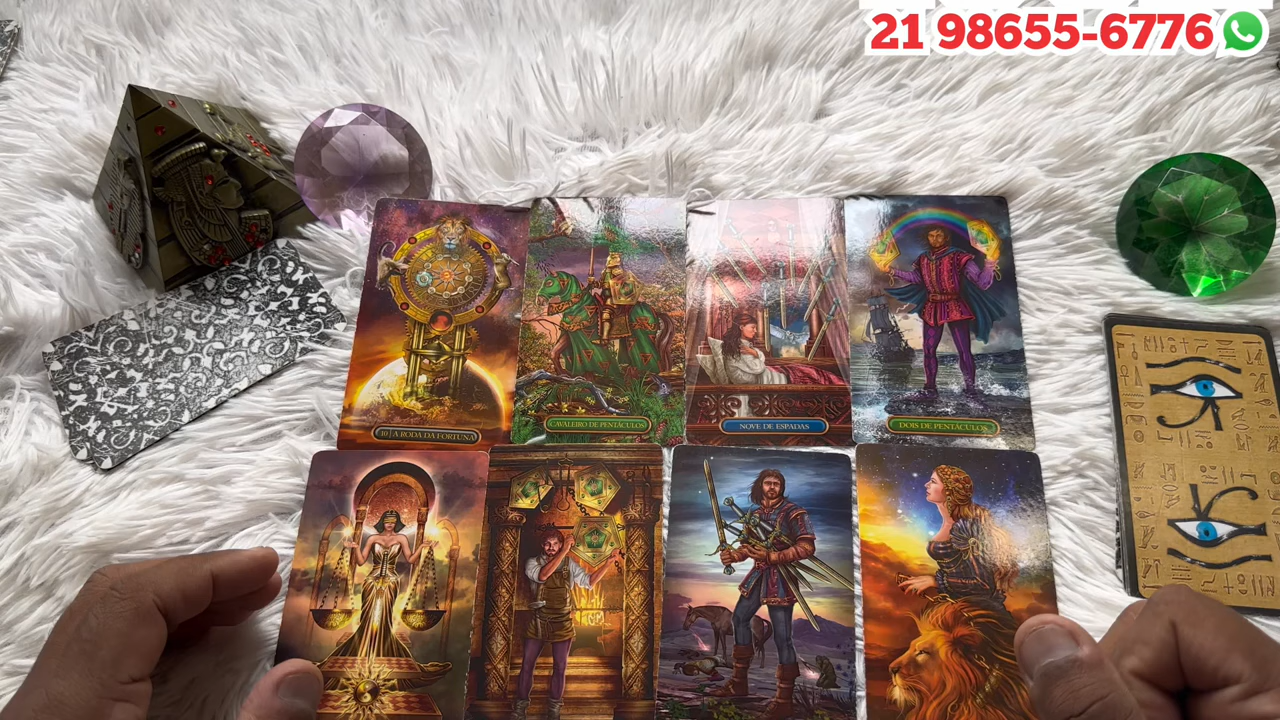 21 98655-6776
10 | A RODA DA FORTUNA
CAVALEIRO DE PENTÁCULOS
NOVE DE ESPADAS
DOIS DE PENTÁCULOS